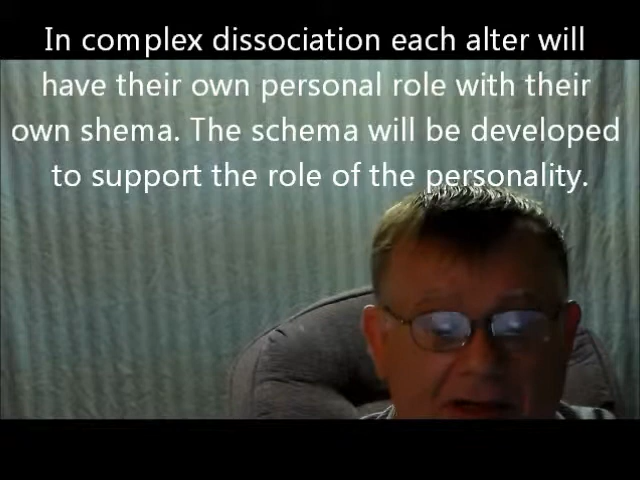 In complex dissociation each alter will
have their own personal role with their
own shema. The schema will be developed
to support the role of the personality.